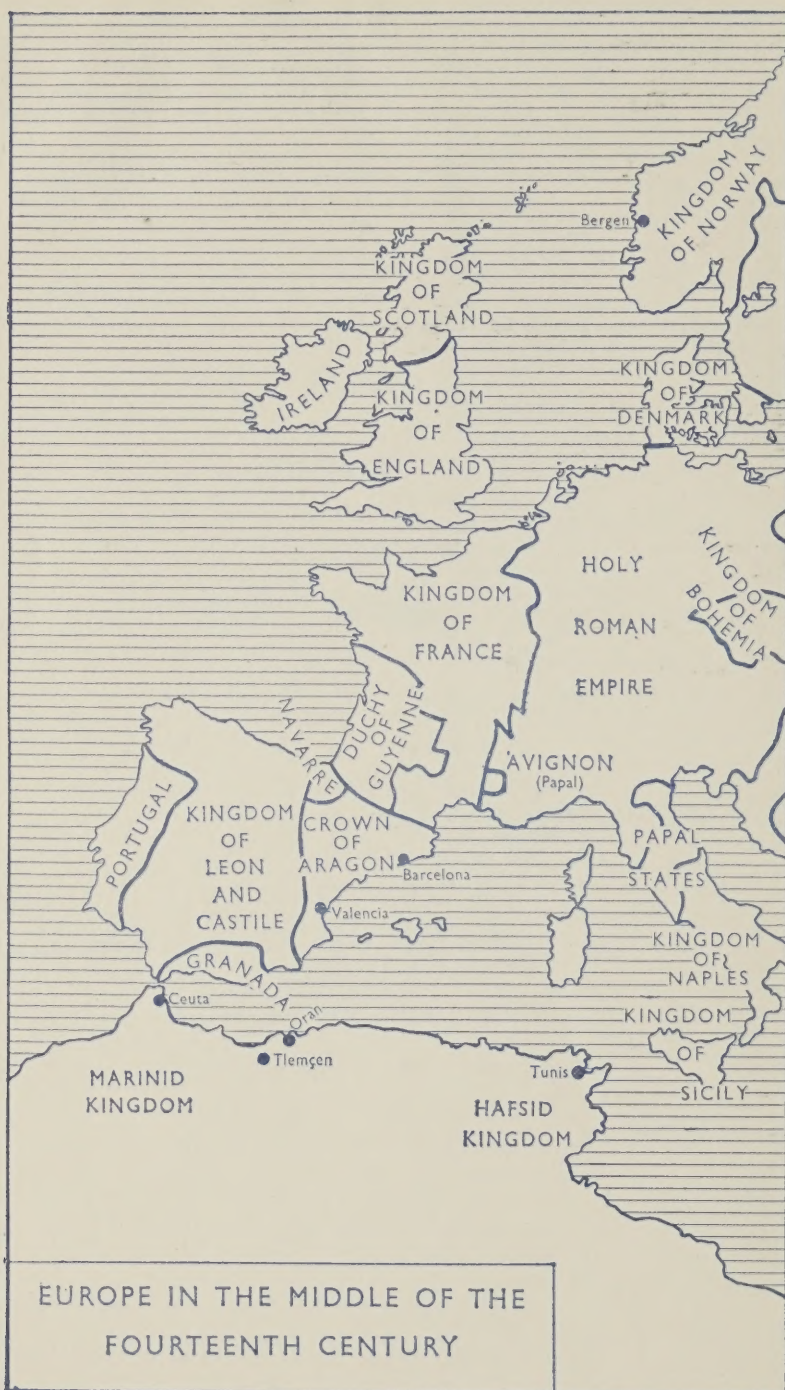 KINGDOM
OF NORWAY
Bergen
KINGDOM
OF
SCOTLAND
IRELAND
KINGDOM
OF
ENGLAND
KINGDOM
OF
DENMARK
HOLY
ROMAN
EMPIRE
KINGDOM
OF
BOHEMIA
KINGDOM
OF
FRANCE
DUCHY
OF
GUYENNE
NAVARRE
AVIGNON
(Papal)
PORTUGAL
KINGDOM
OF
LEON
AND
CASTILE
CROWN
OF
ARAGON
Barcelona
Valencia
GRANADA
PAPAL
STATES
KINGDOM
OF
NAPLES
KINGDOM
OF
SICILY
Ceuta
Oran
Tlemçen
Tunis
MARINID
KINGDOM
HAFSID
KINGDOM
EUROPE IN THE MIDDLE OF THE
FOURTEENTH CENTURY